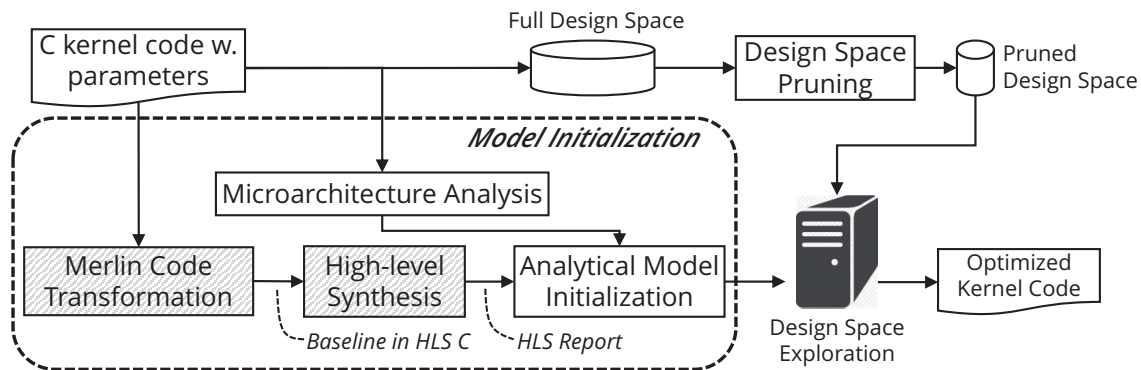 Full Design Space
C kernel code w.
parameters
Design Space
Pruning
Pruned
Design Space
Model Initialization
Microarchitecture Analysis
Merlin Code
Transformation
High-level
Synthesis
Analytical Model
Initialization
Optimized
Kernel Code
Baseline in HLS C
HLS Report
Design Space
Exploration